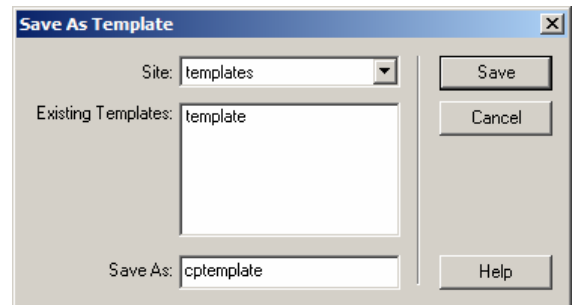 Save As Template
Site: templates
Save
Existing Templates: template
Cancel
Save As: cptemplate
Help